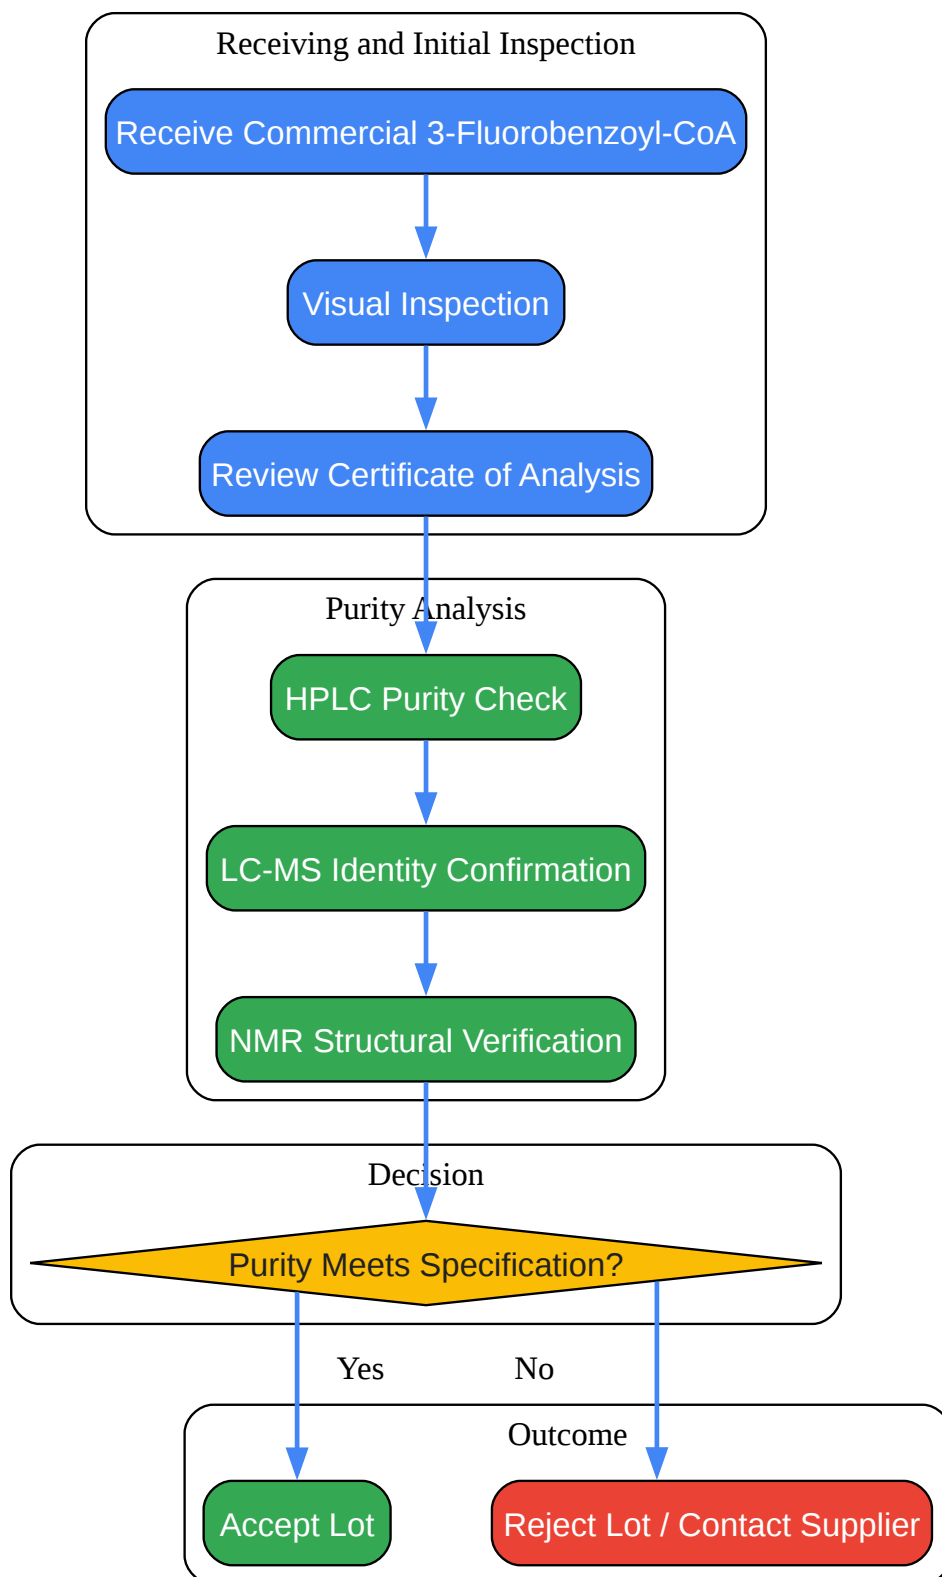 Receiving and Initial Inspection
Receive Commercial 3-Fluorobenzoyl-CoA
Visual Inspection
Review Certificate of Analysis
Purity Analysis
HPLC Purity Check
LC-MS Identity Confirmation
NMR Structural Verification
Decision
Purity Meets Specification?
Yes
No
Outcome
Accept Lot
Reject Lot / Contact Supplier